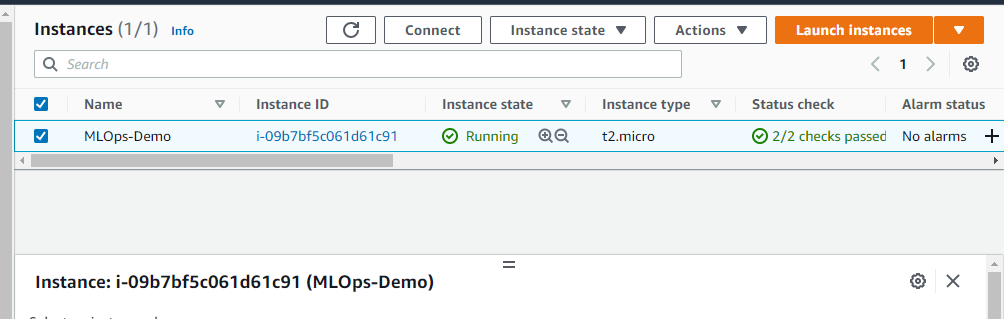 Instances (1/1) Info Connect Instance state Actions Launch instances
Search 1
Name Instance ID Instance state Instance type Status check Alarm status
MLOps-Demo i-09b7bf5c061d61c91 Running t2.micro 2/2 checks passed No alarms
Instance: i-09b7bf5c061d61c91 (MLOps-Demo)